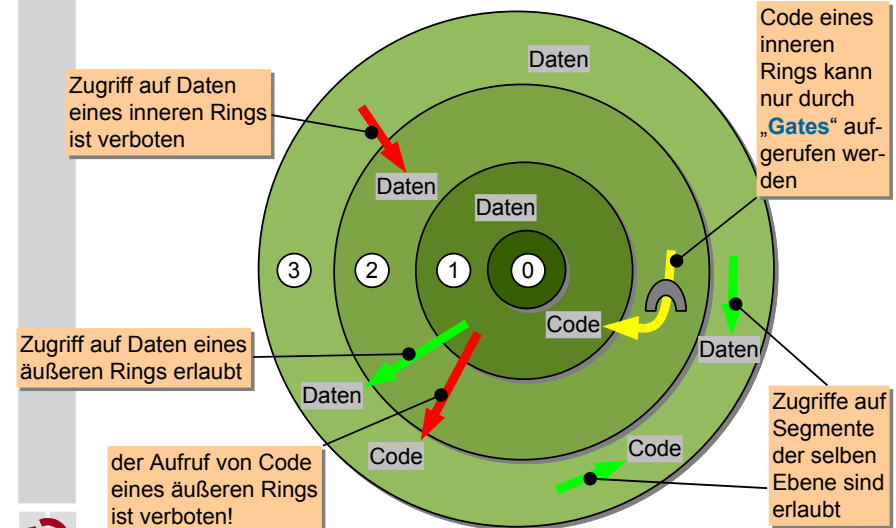 Code eines
inneren
Rings kann
nur durch
„Gates“ auf-
gerufen wer-
den
Daten
Zugriff auf Daten
eines inneren Rings
ist verboten
Daten
Daten
3
2
1
0
Code
Zugriff auf Daten eines
äußeren Rings erlaubt
Daten
Daten
Code
Code
Zugriffe auf
Segmente
der selben
Ebene sind
erlaubt
der Aufruf von Code
eines äußeren Rings
ist verboten!